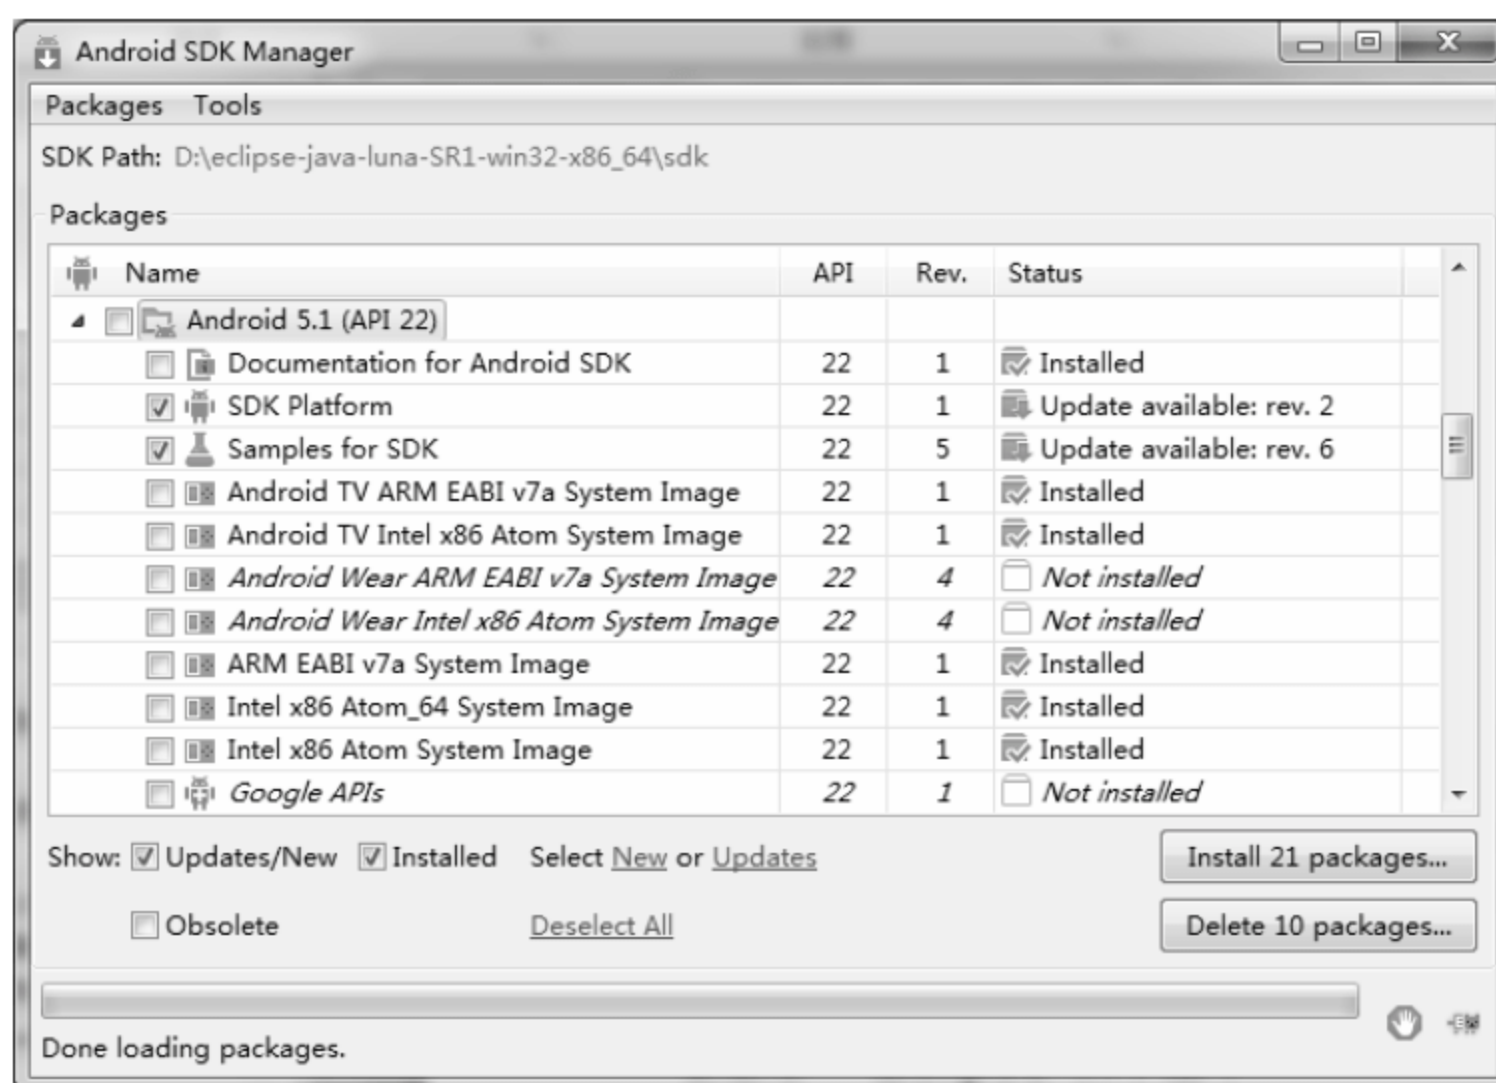 Android SDK Manager
Packages Tools
SDK Path: D:\eclipse-java-luna-SR1-win32-x86_64\sdk
Packages
Name API Rev. Status
Android 5.1 (API 22)
Documentation for Android SDK 22 1 Installed
SDK Platform 22 1 Update available: rev. 2
Samples for SDK 22 5 Update available: rev. 6
Android TV ARM EABI v7a System Image 22 1 Installed
Android TV Intel x86 Atom System Image 22 1 Installed
Android Wear ARM EABI v7a System Image 22 4 Not installed
Android Wear Intel x86 Atom System Image 22 4 Not installed
ARM EABI v7a System Image 22 1 Installed
Intel x86 Atom_64 System Image 22 1 Installed
Intel x86 Atom System Image 22 1 Installed
Google APIs 22 1 Not installed
Show: Updates/New Installed Select New or Updates Install 21 packages...
Obsolete Deselect All Delete 10 packages...
Done loading packages.